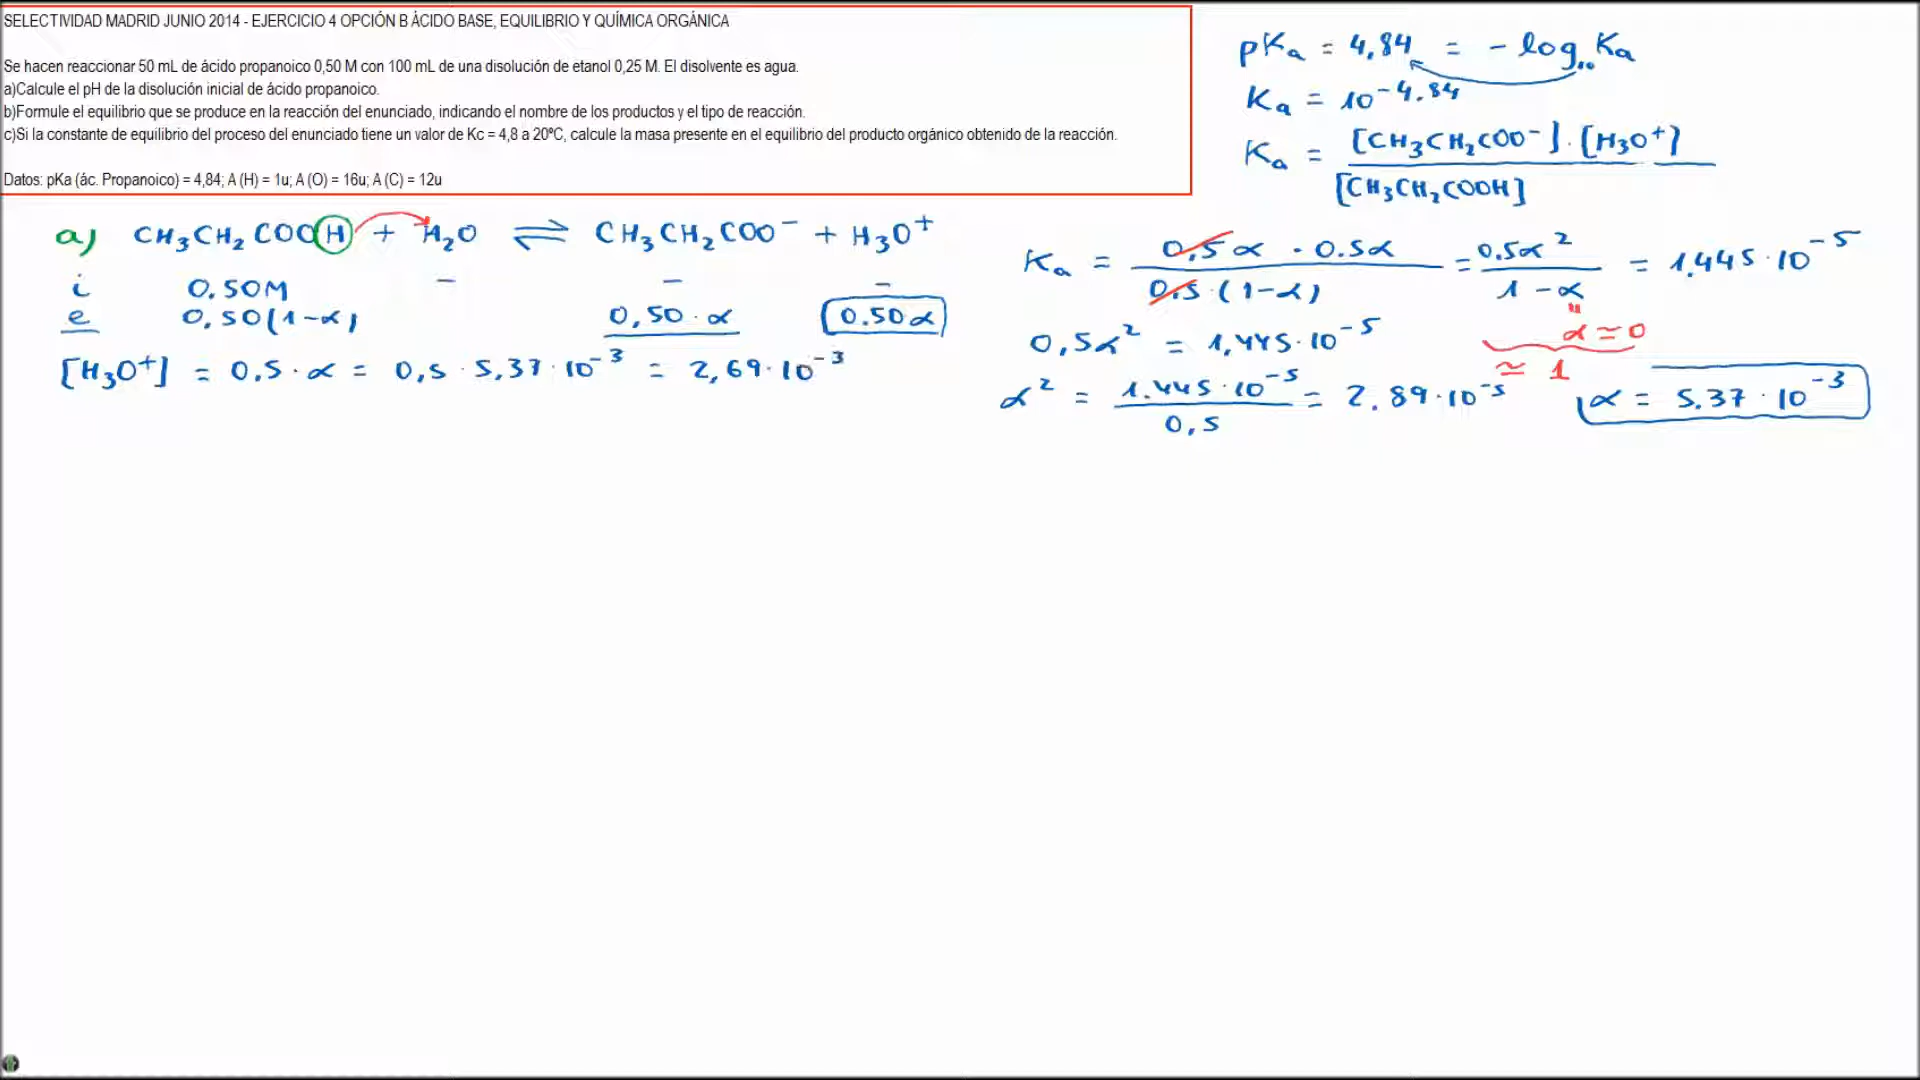 SELECTIVIDAD MADRID JUNIO 2014 - EJERCICIO 4 OPCIÓN B ÁCIDO BASE, EQUILIBRIO Y QUÍMICA ORGÁNICA
Se hacen reaccionar 50 mL de ácido propanoico 0,50 M con 100 mL de una disolución de etanol 0,25 M. El disolvente es agua.
a)Calcule el pH de la disolución inicial de ácido propanoico.
b)Formule el equilibrio que se produce en la reacción del enunciado, indicando el nombre de los productos y el tipo de reacción.
c)Si la constante de equilibrio del proceso del enunciado tiene un valor de Kc = 4,8 a 20ºC, calcule la masa presente en el equilibrio del producto orgánico obtenido de la reacción.
Datos: pKa (ác. Propanoico) = 4,84; A (H) = 1u; A (O) = 16u; A (C) = 12u
pKa = 4,84 = - log₁₀ Ka
Ka = 10^-4.84
Ka = [CH₃CH₂COO⁻]·[H₃O⁺]
[CH₃CH₂COOH]
a) CH₃CH₂COOH + H₂O ⇌ CH₃CH₂COO⁻ + H₃O⁺
i 0.50M - - -
e 0,50(1-α) 0,50·α 0.50α
[H₃O⁺] = 0.5·α = 0,5·5,37·10⁻³ = 2,69·10⁻³
Ka = 0,5α · 0.5α = 0.5α² = 1.445·10⁻⁵
0.5·(1-α) 1-α
α≃0
≃ 1
0,5α² = 1,445·10⁻⁵
α² = 1.445·10⁻⁵ = 2.89·10⁻⁵ α = 5.37·10⁻³
0,5